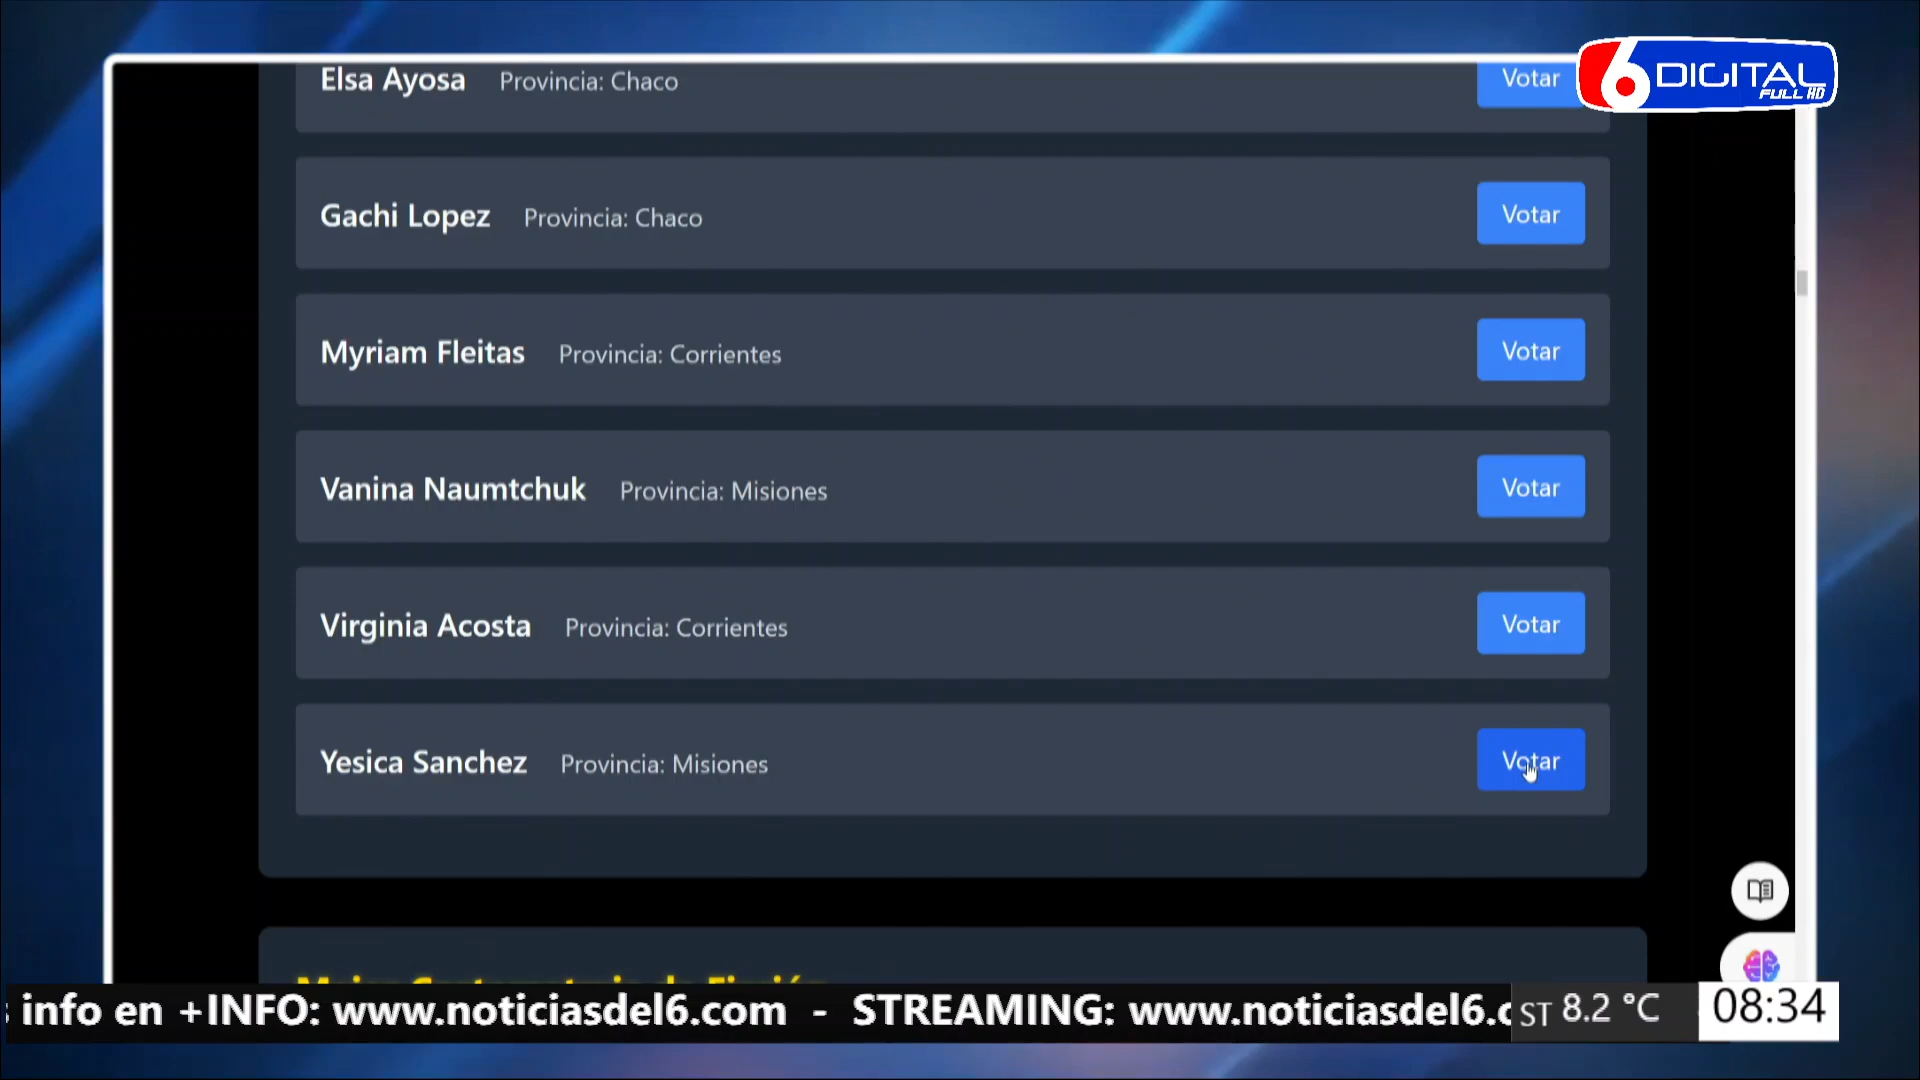 6 DIGITAL
FULL HD
Elsa Ayosa Provincia: Chaco Votar
Gachi Lopez Provincia: Chaco Votar
Myriam Fleitas Provincia: Corrientes Votar
Vanina Naumtchuk Provincia: Misiones Votar
Virginia Acosta Provincia: Corrientes Votar
Yesica Sanchez Provincia: Misiones Votar
info en +INFO: www.noticiasdel6.com - STREAMING: www.noticiasdel6.c
ST 8.2 °C 08:34